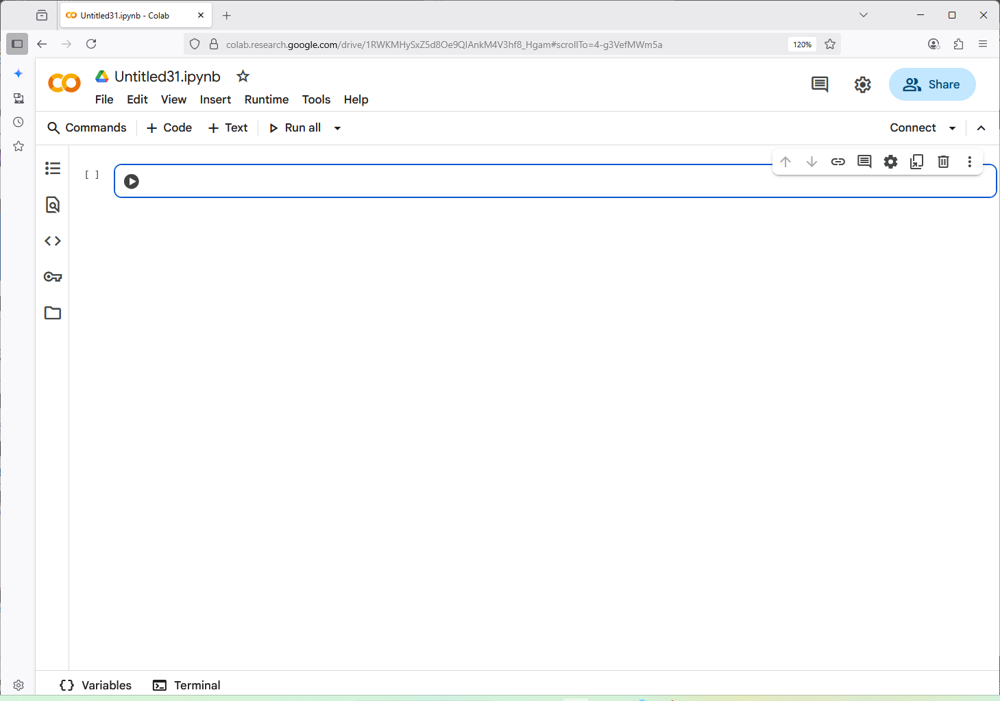 Untitled31.ipynb - Colab
colab.research.google.com/drive/1RWKMHySxZ5d8Oe9QIAnkM4V3hf8_Hgam#scrollTo=4-g3VefMWm5a
120%
Untitled31.ipynb
File Edit View Insert Runtime Tools Help
Share
Commands + Code + Text Run all
Connect
[ ]
{} Variables Terminal